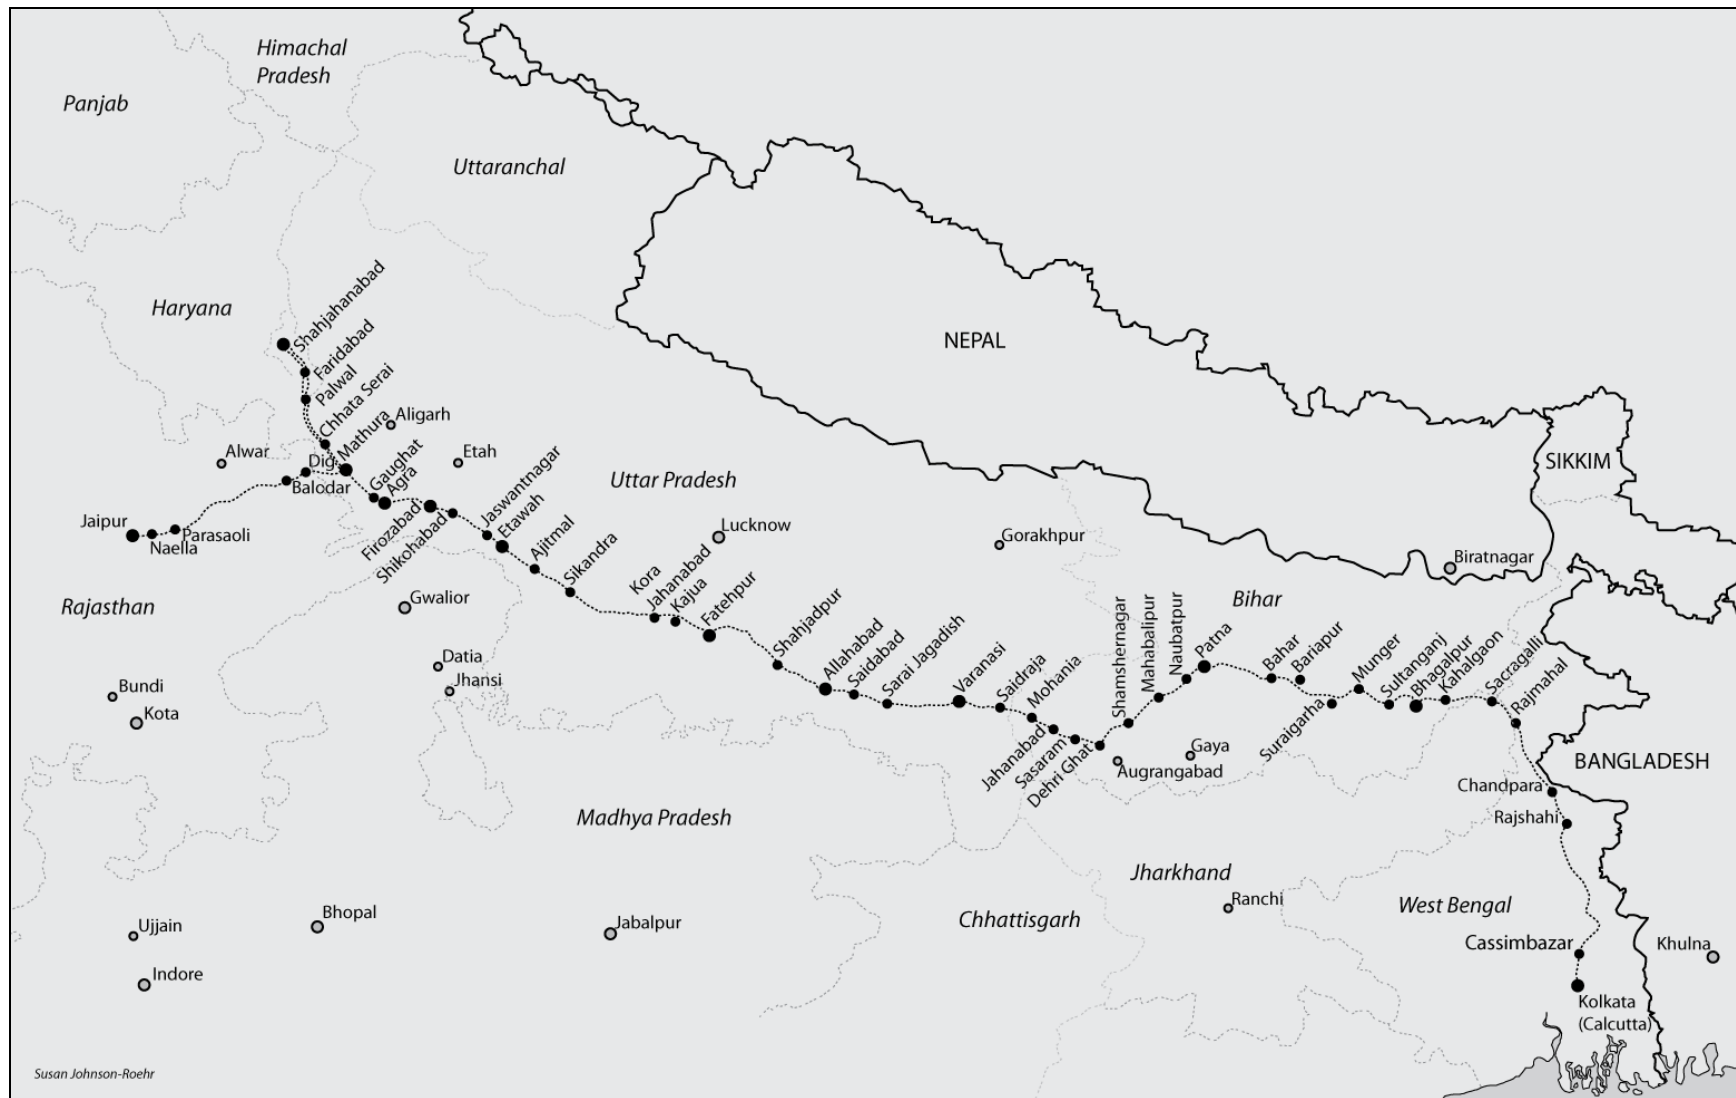 Himachal
Pradesh
Panjab
Uttaranchal
Haryana
NEPAL
SIKKIM
Shahjahanabad
Faridabad
Palwal
Chhata Serai
Mathura
Aligarh
Alwar
Dig
Balodar
Gaughat
Agra
Etah
Uttar Pradesh
Jaipur
Naella
Parasaoli
Firozabad
Shikohabad
Jaswantnagar
Etawah
Ajitmal
Sikandra
Lucknow
Gorakhpur
Biratnagar
Rajasthan
Gwalior
Kora
Jahanabad
Kajua
Fatehpur
Shahjadpur
Allahabad
Saidabad
Sarai Jagadish
Varanasi
Saidraja
Mohania
Jahanabad
Sasaram
Dehri Ghat
Shamshernagar
Mahabalipur
Naubatpur
Patna
Bihar
Bahar
Bariapur
Suraigarha
Munger
Sultanganj
Bhagalpur
Kahalgaon
Sacragalli
Rajmahal
Datia
Jhansi
Bundi
Kota
Gaya
Augrangabad
BANGLADESH
Chandpara
Rajshahi
Madhya Pradesh
Jharkhand
Ranchi
West Bengal
Chhattisgarh
Ujjain
Bhopal
Jabalpur
Indore
Cassimbazar
Khulna
Kolkata
(Calcutta)
Susan Johnson-Roehr